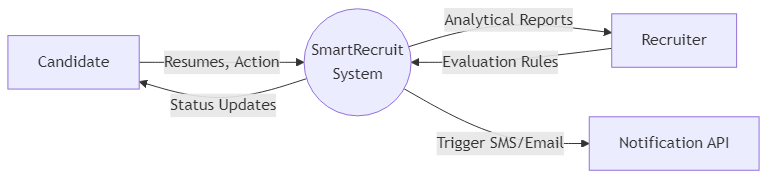 Candidate
Resumes, Action
Status Updates
SmartRecruit
System
Analytical Reports
Evaluation Rules
Recruiter
Trigger SMS/Email
Notification API